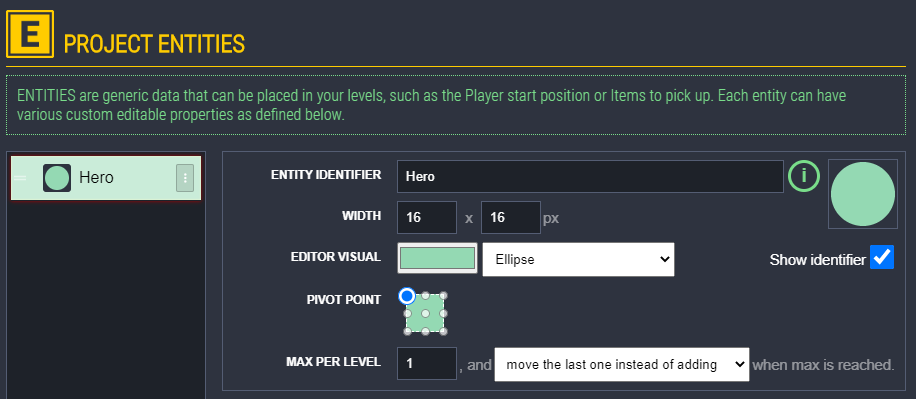 E PROJECT ENTITIES
ENTITIES are generic data that can be placed in your levels, such as the Player start position or Items to pick up. Each entity can have
various custom editable properties as defined below.
Hero
ENTITY IDENTIFIER Hero i
WIDTH 16 x 16 px
EDITOR VISUAL Ellipse Show identifier
PIVOT POINT
MAX PER LEVEL 1 , and move the last one instead of adding when max is reached.